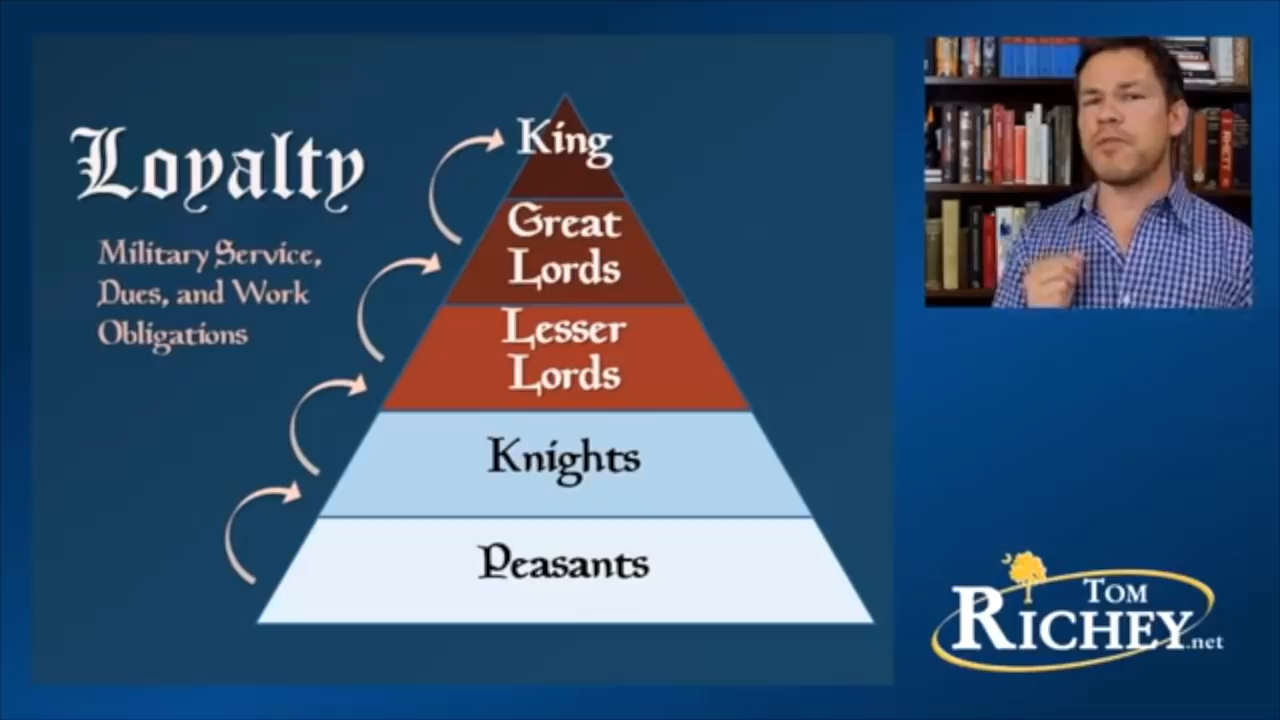 Loyalty
Military Service,
Dues, and Work
Obligations
King
Great
Lords
Lesser
Lords
Knights
Peasants
TOM
RICHEY.net